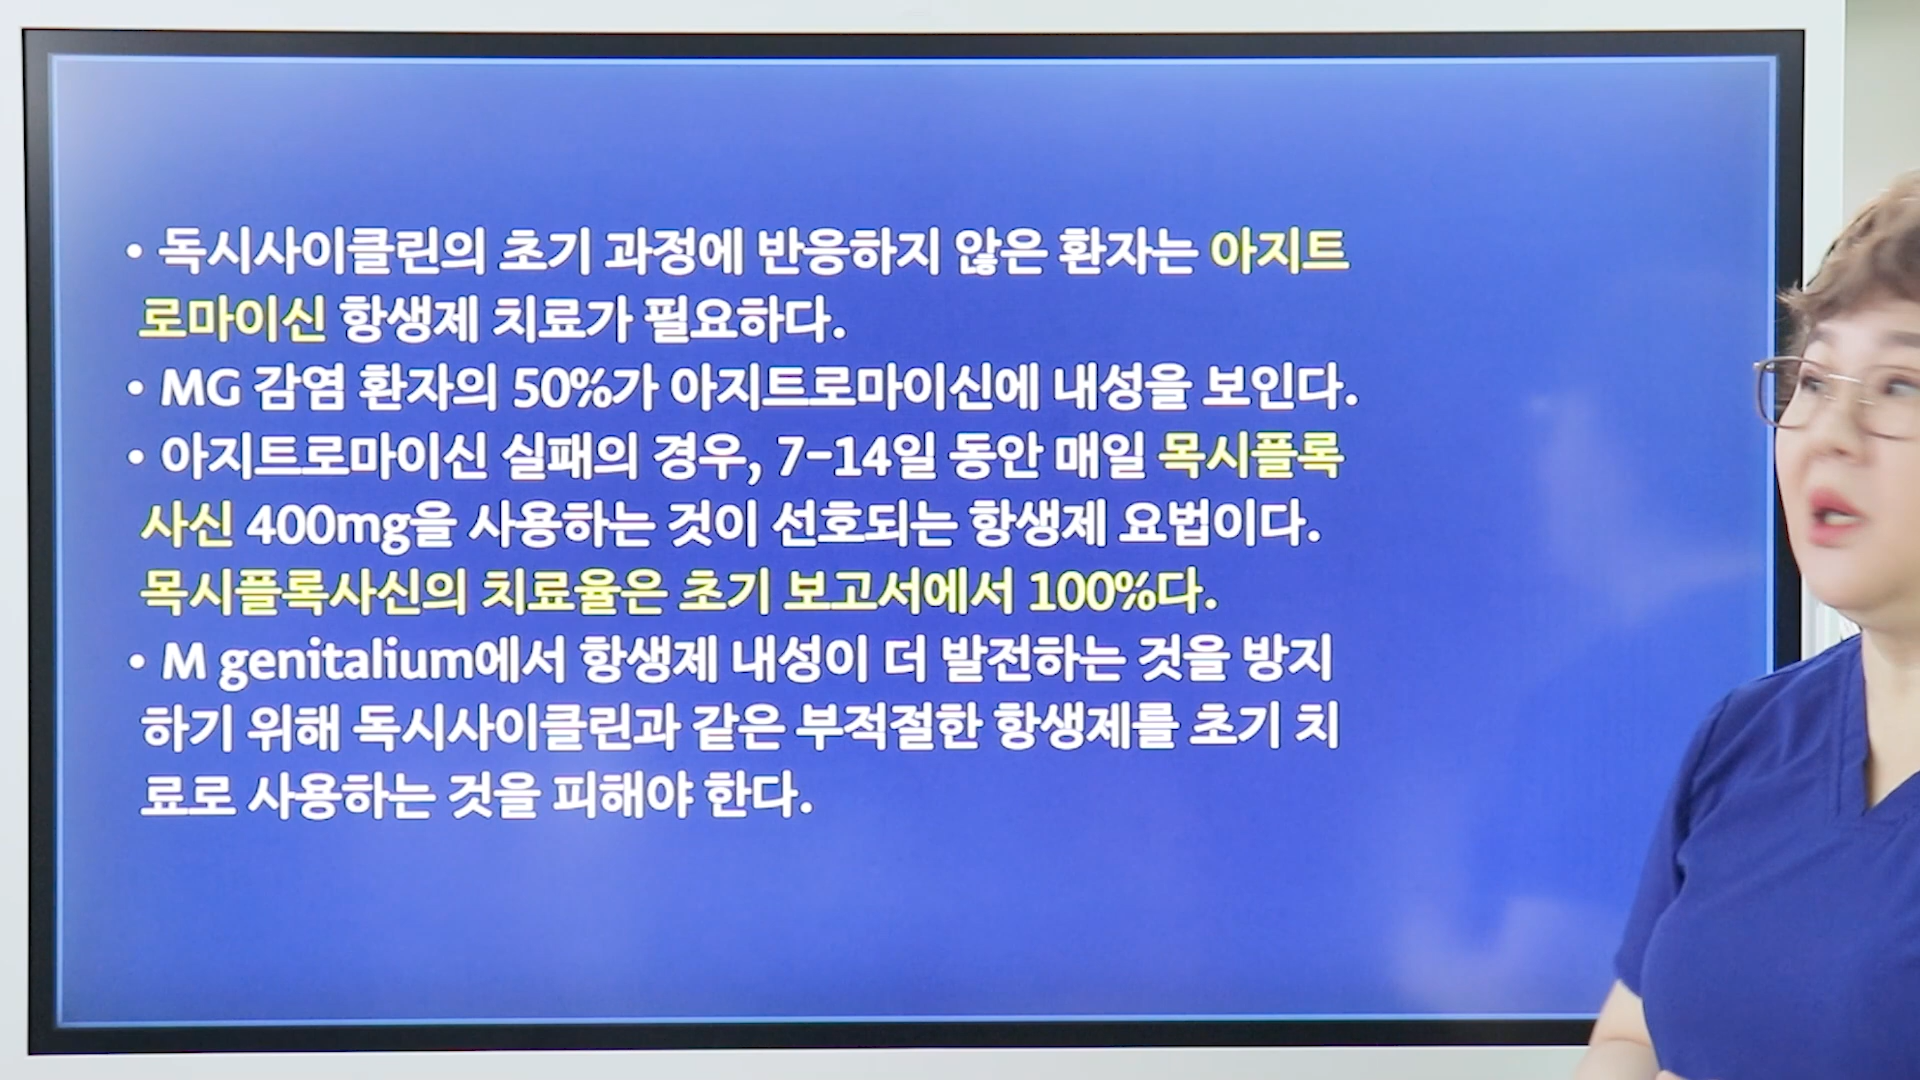 • 독시사이클린의 초기 과정에 반응하지 않은 환자는 아지트
로마이신 항생제 치료가 필요하다.
• MG 감염 환자의 50%가 아지트로마이신에 내성을 보인다.
• 아지트로마이신 실패의 경우, 7-14일 동안 매일 목시플록
사신 400mg을 사용하는 것이 선호되는 항생제 요법이다.
목시플록사신의 치료율은 초기 보고서에서 100%다.
• M genitalium에서 항생제 내성이 더 발전하는 것을 방지
하기 위해 독시사이클린과 같은 부적절한 항생제를 초기 치
료로 사용하는 것을 피해야 한다.